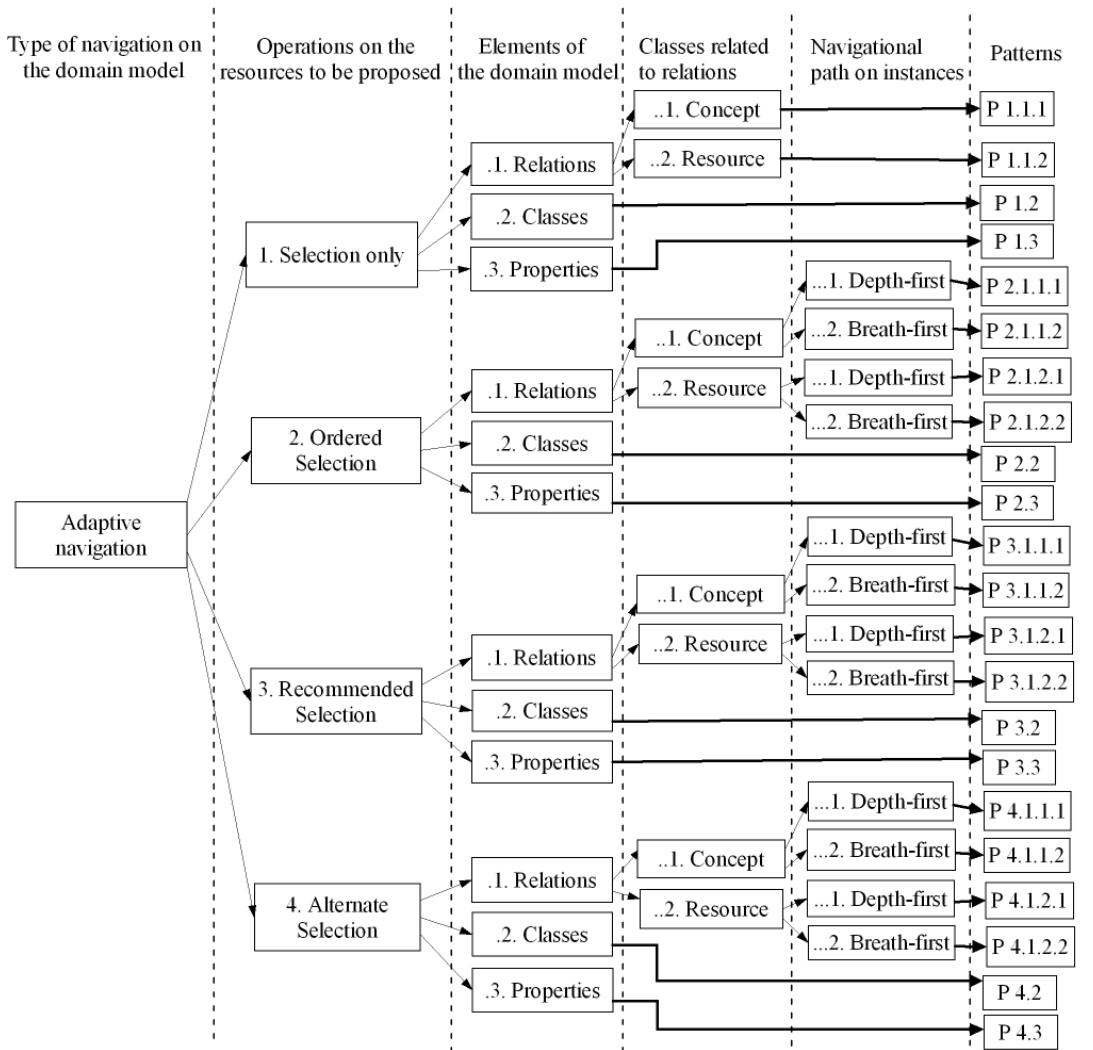 Type of navigation on
the domain model
Operations on the
resources to be proposed
Elements of
the domain model
Classes related
to relations
Navigational
path on instances
Patterns
..1. Concept
P 1.1.1
.1. Relations
..2. Resource
P 1.1.2
.2. Classes
P 1.2
1. Selection only
.3. Properties
P 1.3
...1. Depth-first
P 2.1.1.1
..1. Concept
...2. Breath-first
P 2.1.1.2
.1. Relations
..2. Resource
...1. Depth-first
P 2.1.2.1
...2. Breath-first
P 2.1.2.2
2. Ordered
Selection
.2. Classes
P 2.2
.3. Properties
P 2.3
Adaptive
navigation
...1. Depth-first
P 3.1.1.1
..1. Concept
...2. Breath-first
P 3.1.1.2
.1. Relations
..2. Resource
...1. Depth-first
P 3.1.2.1
...2. Breath-first
P 3.1.2.2
3. Recommended
Selection
.2. Classes
P 3.2
.3. Properties
P 3.3
...1. Depth-first
P 4.1.1.1
..1. Concept
...2. Breath-first
P 4.1.1.2
.1. Relations
..2. Resource
...1. Depth-first
P 4.1.2.1
...2. Breath-first
P 4.1.2.2
4. Alternate
Selection
.2. Classes
P 4.2
.3. Properties
P 4.3